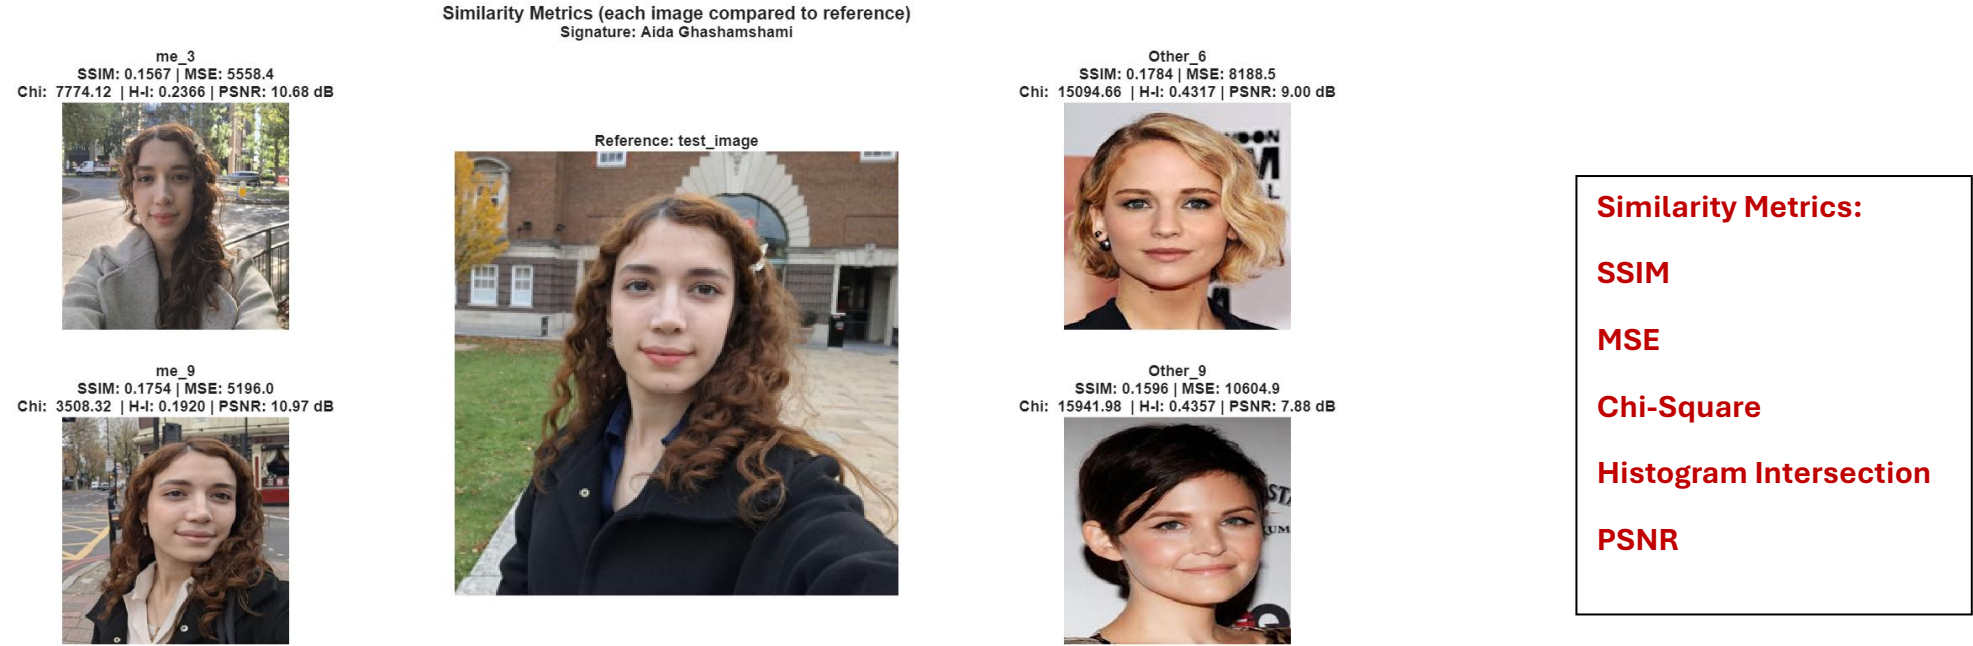 Similarity Metrics (each image compared to reference)
Signature: Aida Ghashamshami
me_3
SSIM: 0.1567 | MSE: 5558.4
Chi: 7774.12 | H-I: 0.2366 | PSNR: 10.68 dB
me_9
SSIM: 0.1754 | MSE: 5196.0
Chi: 3508.32 | H-I: 0.1920 | PSNR: 10.97 dB
Reference: test_image
Other_6
SSIM: 0.1784 | MSE: 8188.5
Chi: 15094.66 | H-I: 0.4317 | PSNR: 9.00 dB
Other_9
SSIM: 0.1596 | MSE: 10604.9
Chi: 15941.98 | H-I: 0.4357 | PSNR: 7.88 dB
Similarity Metrics:
SSIM
MSE
Chi-Square
Histogram Intersection
PSNR